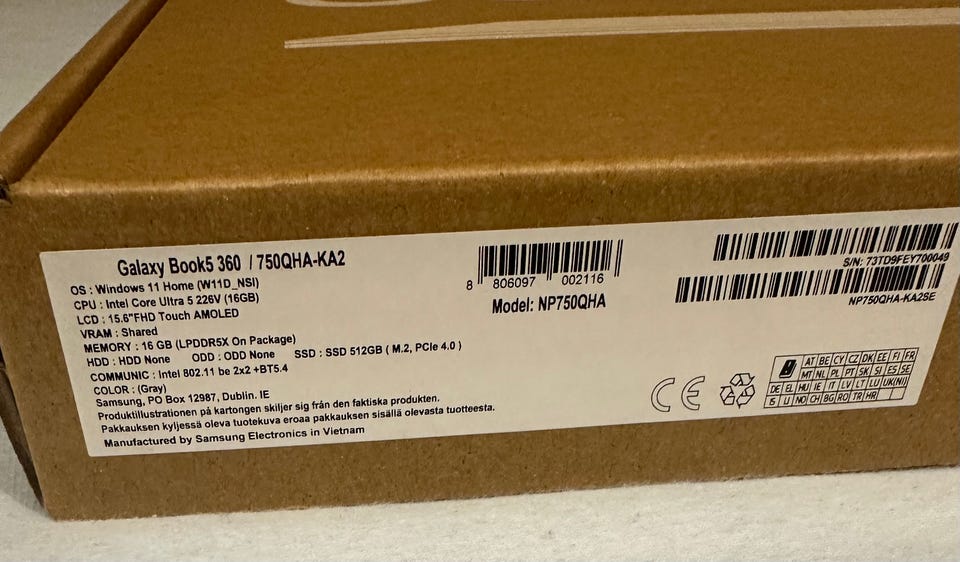 Galaxy Book5 360 / 750QHA-KA2
OS : Windows 11 Home (W11D_NSI)
CPU : Intel Core Ultra 5 226V (16GB)
LCD : 15.6"FHD Touch AMOLED
VRAM : Shared
MEMORY : 16 GB (LPDDR5X On Package)
HDD : HDD None ODD : ODD None SSD : SSD 512GB ( M.2, PCIe 4.0 )
COMMUNIC : Intel 802.11 be 2x2 +BT5.4
COLOR : (Gray)
Samsung, PO Box 12987, Dublin. IE
Produktillustrationen på kartongen skiljer sig från den faktiska produkten.
Pakkauksen kyljessä oleva tuotekuva eroaa pakkauksen sisällä olevasta tuotteesta.
Manufactured by Samsung Electronics in Vietnam
8 806097 002116
Model: NP750QHA
S/N: 73TD9FEY700049
NP750QHA-KA2SE
CE
AT BE CY CZ DK EE FI FR
MT NL PL PT SK SI ES SE
DE EL HU IE IT LV LT LU UK(NI)
IS LI NO CH BG RO TR HR